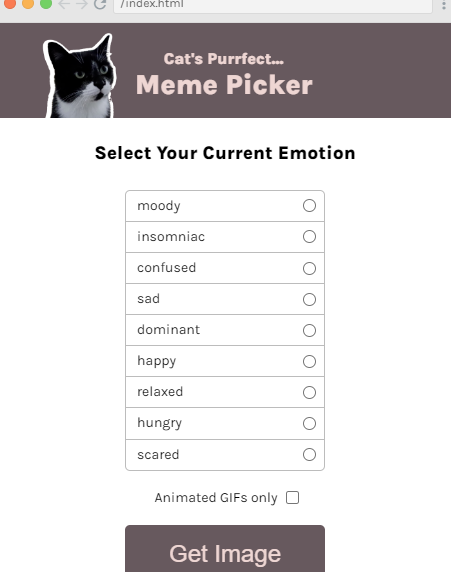 /index.html
Cat's Purrfect...
Meme Picker
Select Your Current Emotion
moody
insomniac
confused
sad
dominant
happy
relaxed
hungry
scared
Animated GIFs only
Get Image